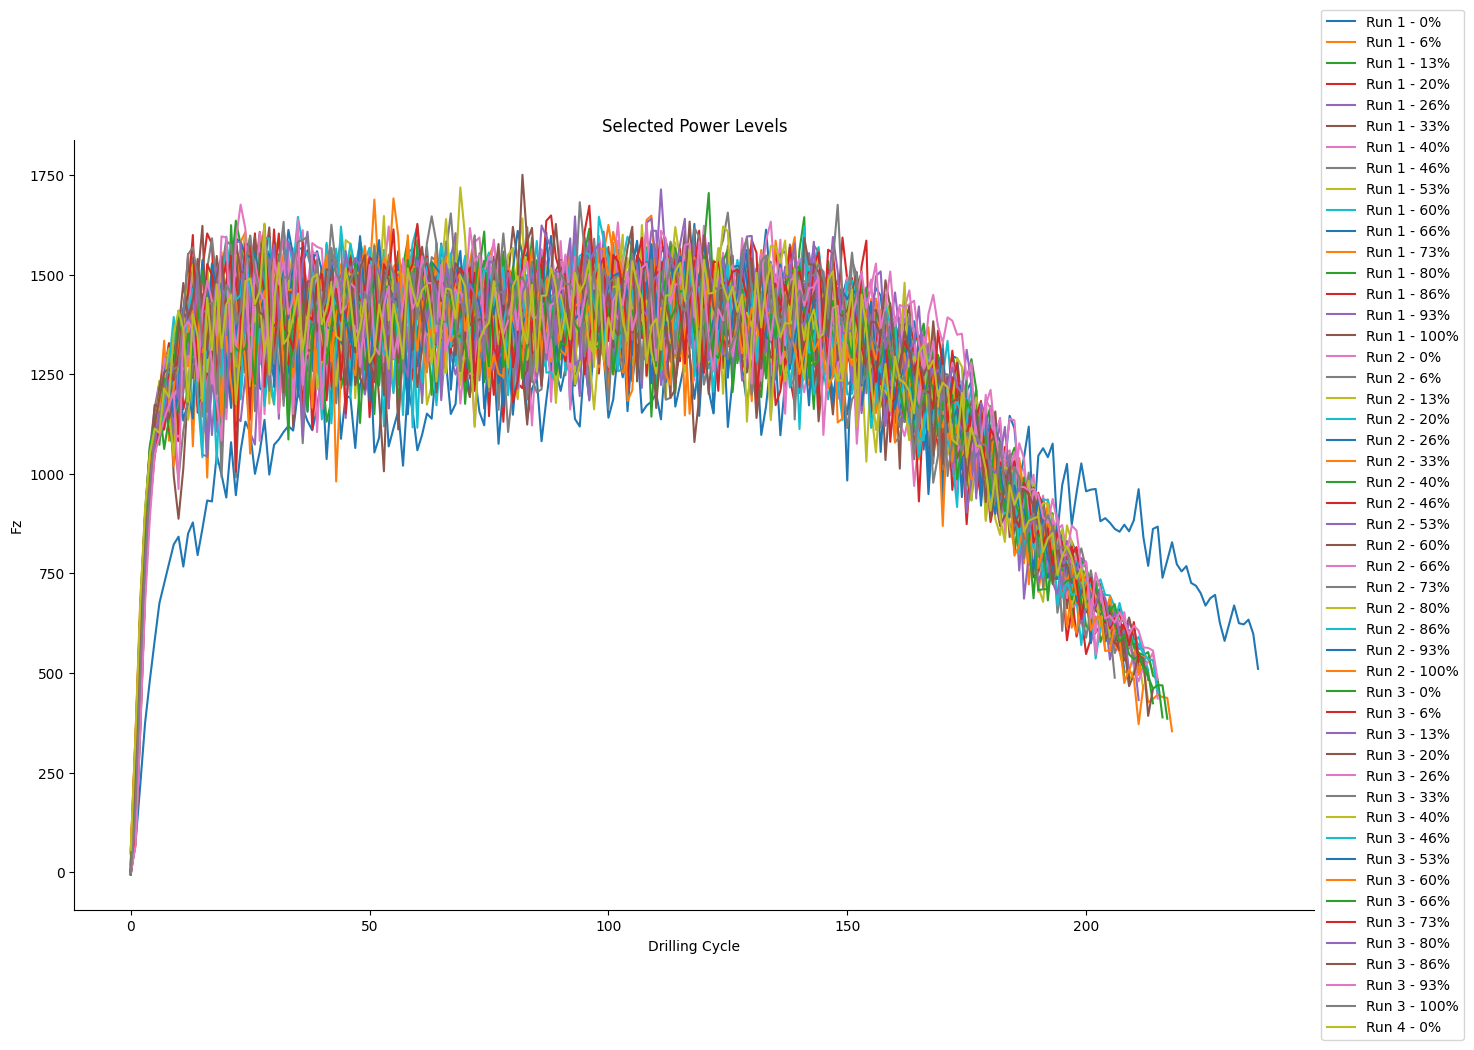 Selected Power Levels
1750
1500
1250
1000
750
500
250
0
Fz
0 50 100 150 200
Drilling Cycle
Run 1 - 0%
Run 1 - 6%
Run 1 - 13%
Run 1 - 20%
Run 1 - 26%
Run 1 - 33%
Run 1 - 40%
Run 1 - 46%
Run 1 - 53%
Run 1 - 60%
Run 1 - 66%
Run 1 - 73%
Run 1 - 80%
Run 1 - 86%
Run 1 - 93%
Run 1 - 100%
Run 2 - 0%
Run 2 - 6%
Run 2 - 13%
Run 2 - 20%
Run 2 - 26%
Run 2 - 33%
Run 2 - 40%
Run 2 - 46%
Run 2 - 53%
Run 2 - 60%
Run 2 - 66%
Run 2 - 73%
Run 2 - 80%
Run 2 - 86%
Run 2 - 93%
Run 2 - 100%
Run 3 - 0%
Run 3 - 6%
Run 3 - 13%
Run 3 - 20%
Run 3 - 26%
Run 3 - 33%
Run 3 - 40%
Run 3 - 46%
Run 3 - 53%
Run 3 - 60%
Run 3 - 66%
Run 3 - 73%
Run 3 - 80%
Run 3 - 86%
Run 3 - 93%
Run 3 - 100%
Run 4 - 0%